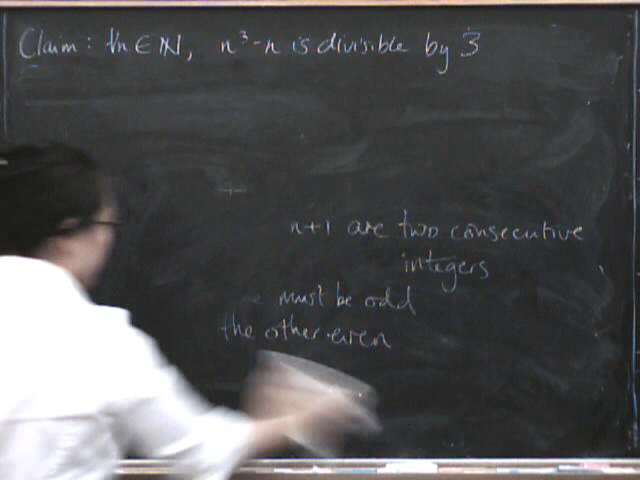 Claim: ∀n∈ℕ, n³-n is divisible by 3
n+1 are two consecutive
integers
must be odd
the other even